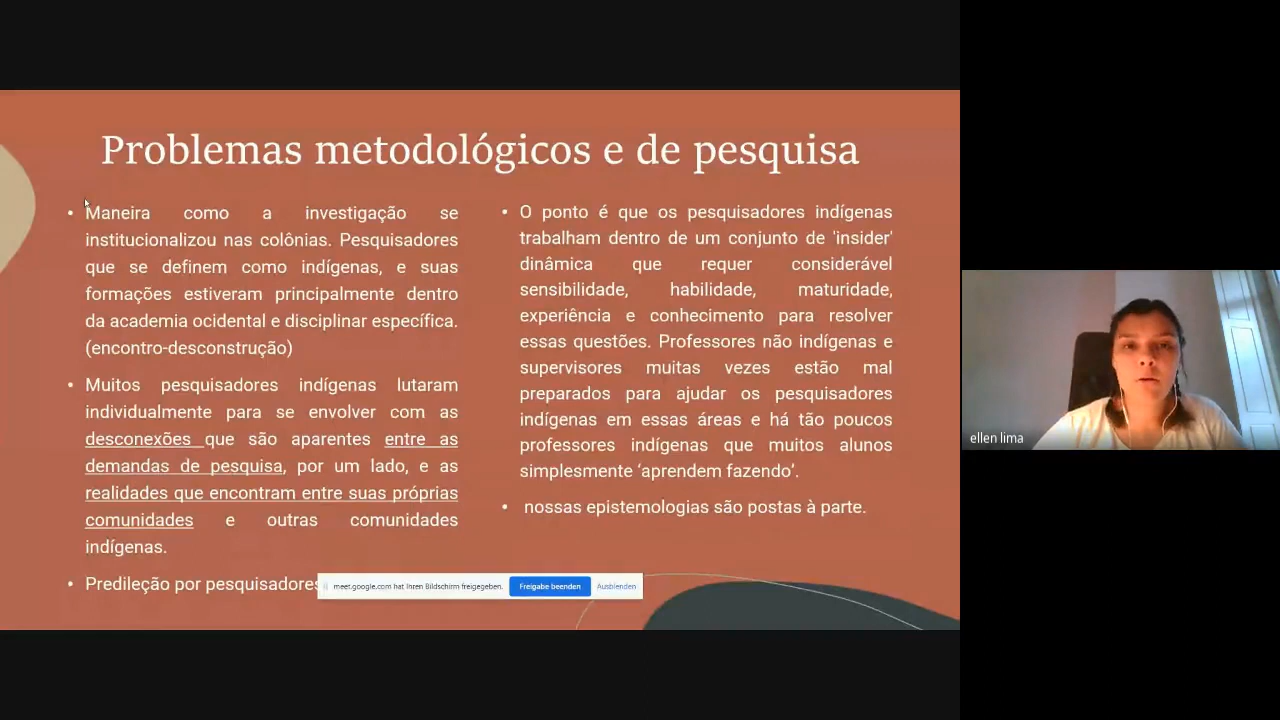 Problemas metodológicos e de pesquisa
• Maneira como a investigação se
institucionalizou nas colônias. Pesquisadores
que se definem como indígenas, e suas
formações estiveram principalmente dentro
da academia ocidental e disciplinar específica.
(encontro-desconstrução)
• Muitos pesquisadores indígenas lutaram
individualmente para se envolver com as
desconexões que são aparentes entre as
demandas de pesquisa, por um lado, e as
realidades que encontram entre suas próprias
comunidades e outras comunidades
indígenas.
• Predileção por pesquisadores
• O ponto é que os pesquisadores indígenas
trabalham dentro de um conjunto de 'insider'
dinâmica que requer considerável
sensibilidade, habilidade, maturidade,
experiência e conhecimento para resolver
essas questões. Professores não indígenas e
supervisores muitas vezes estão mal
preparados para ajudar os pesquisadores
indígenas em essas áreas e há tão poucos
professores indígenas que muitos alunos
simplesmente ‘aprendem fazendo’.
• nossas epistemologias são postas à parte.
meet.google.com hat Ihren Bildschirm freigegeben. Freigabe beenden Ausblenden
ellen lima